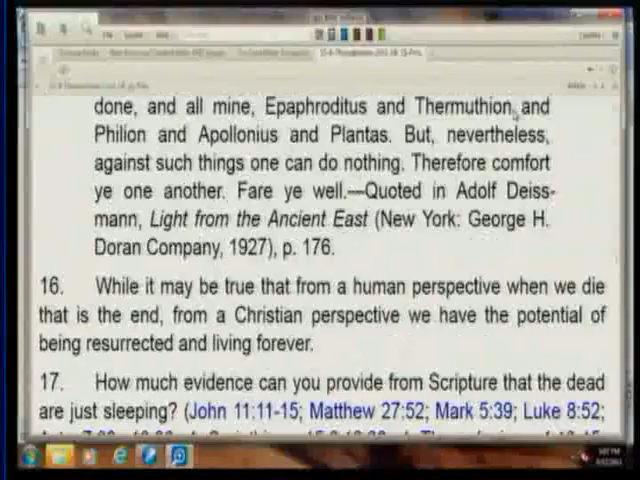 done, and all mine, Epaphroditus and Thermuthion, and
Philion and Apollonius and Plantas. But, nevertheless,
against such things one can do nothing. Therefore comfort
ye one another. Fare ye well.—Quoted in Adolf Deiss-
mann, Light from the Ancient East (New York: George H.
Doran Company, 1927), p. 176.
16. While it may be true that from a human perspective when we die
that is the end, from a Christian perspective we have the potential of
being resurrected and living forever.
17. How much evidence can you provide from Scripture that the dead
are just sleeping? (John 11:11-15; Matthew 27:52; Mark 5:39; Luke 8:52;